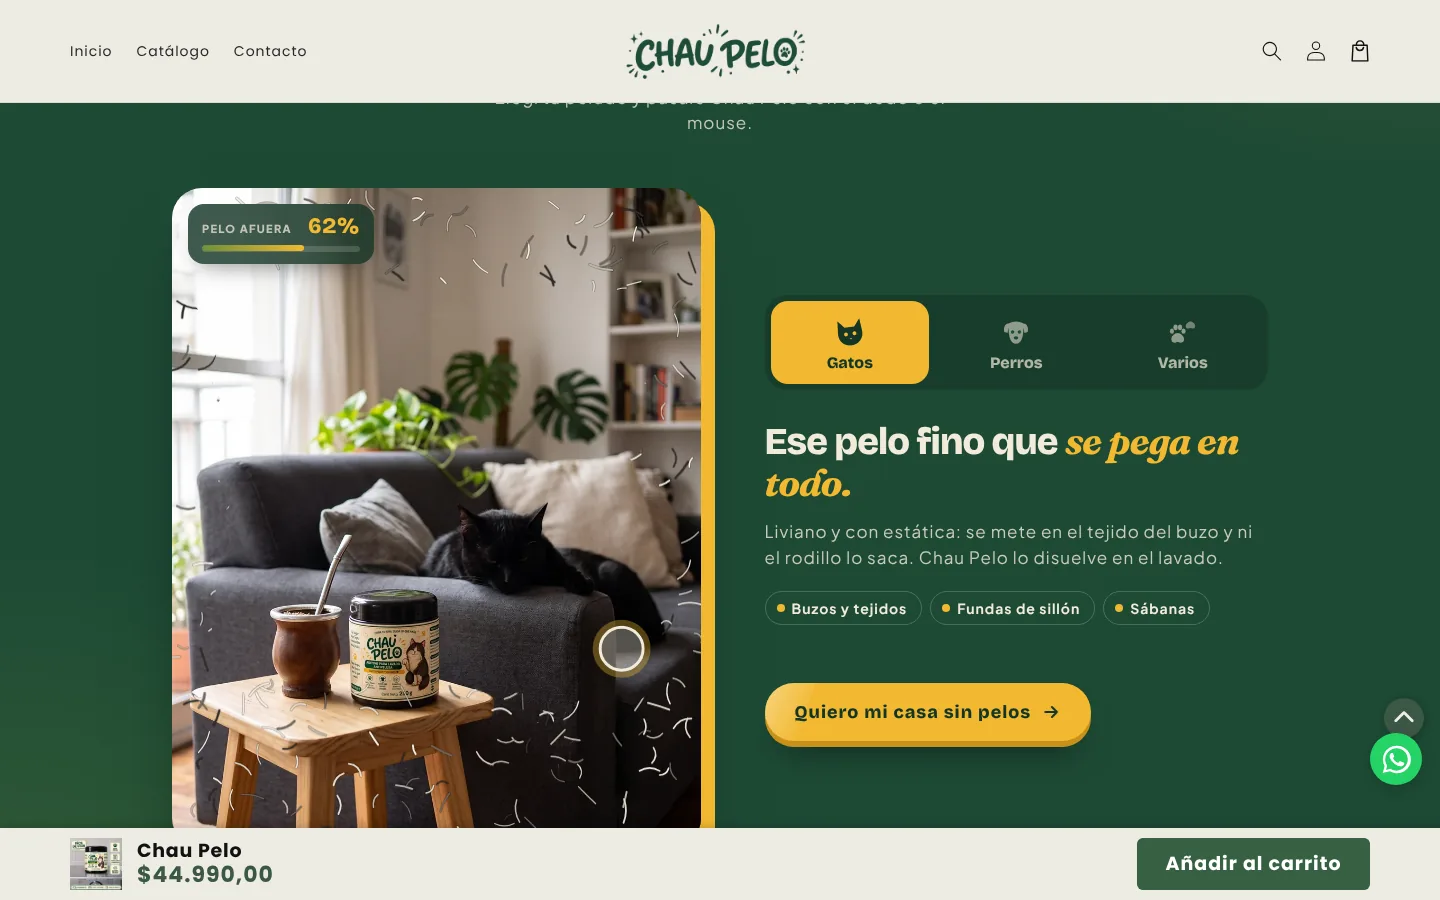 Inicio Catálogo Contacto
CHAU PELO
mouse.
PELO AFUERA 62%
CHAU
PELO
Gatos Perros Varios
Ese pelo fino que se pega en
todo.
Liviano y con estática: se mete en el tejido del buzo y ni
el rodillo lo saca. Chau Pelo lo disuelve en el lavado.
Buzos y tejidos Fundas de sillón Sábanas
Quiero mi casa sin pelos
Chau Pelo
$44.990,00
Añadir al carrito